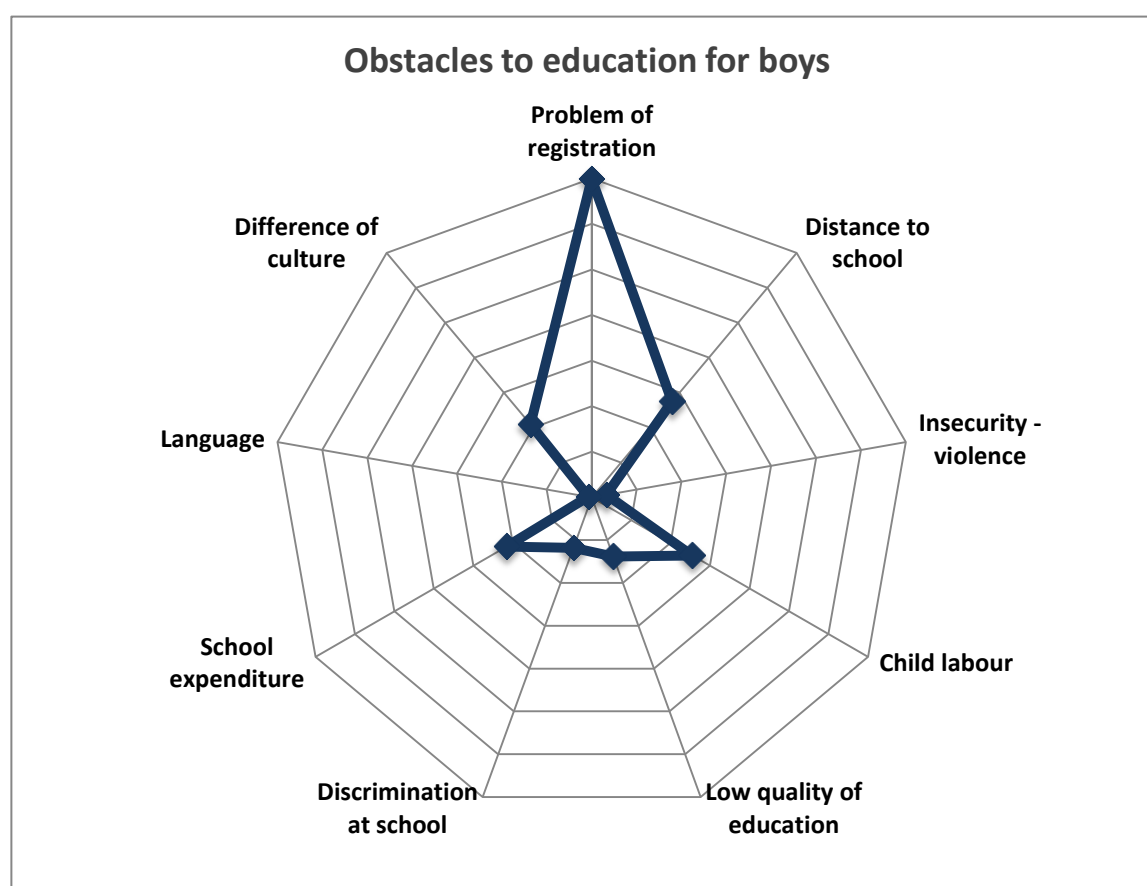 Obstacles to education for boys
Problem of
registration
Distance to
school
Insecurity -
violence
Child labour
Low quality of
education
Discrimination
at school
School
expenditure
Language
Difference of
culture